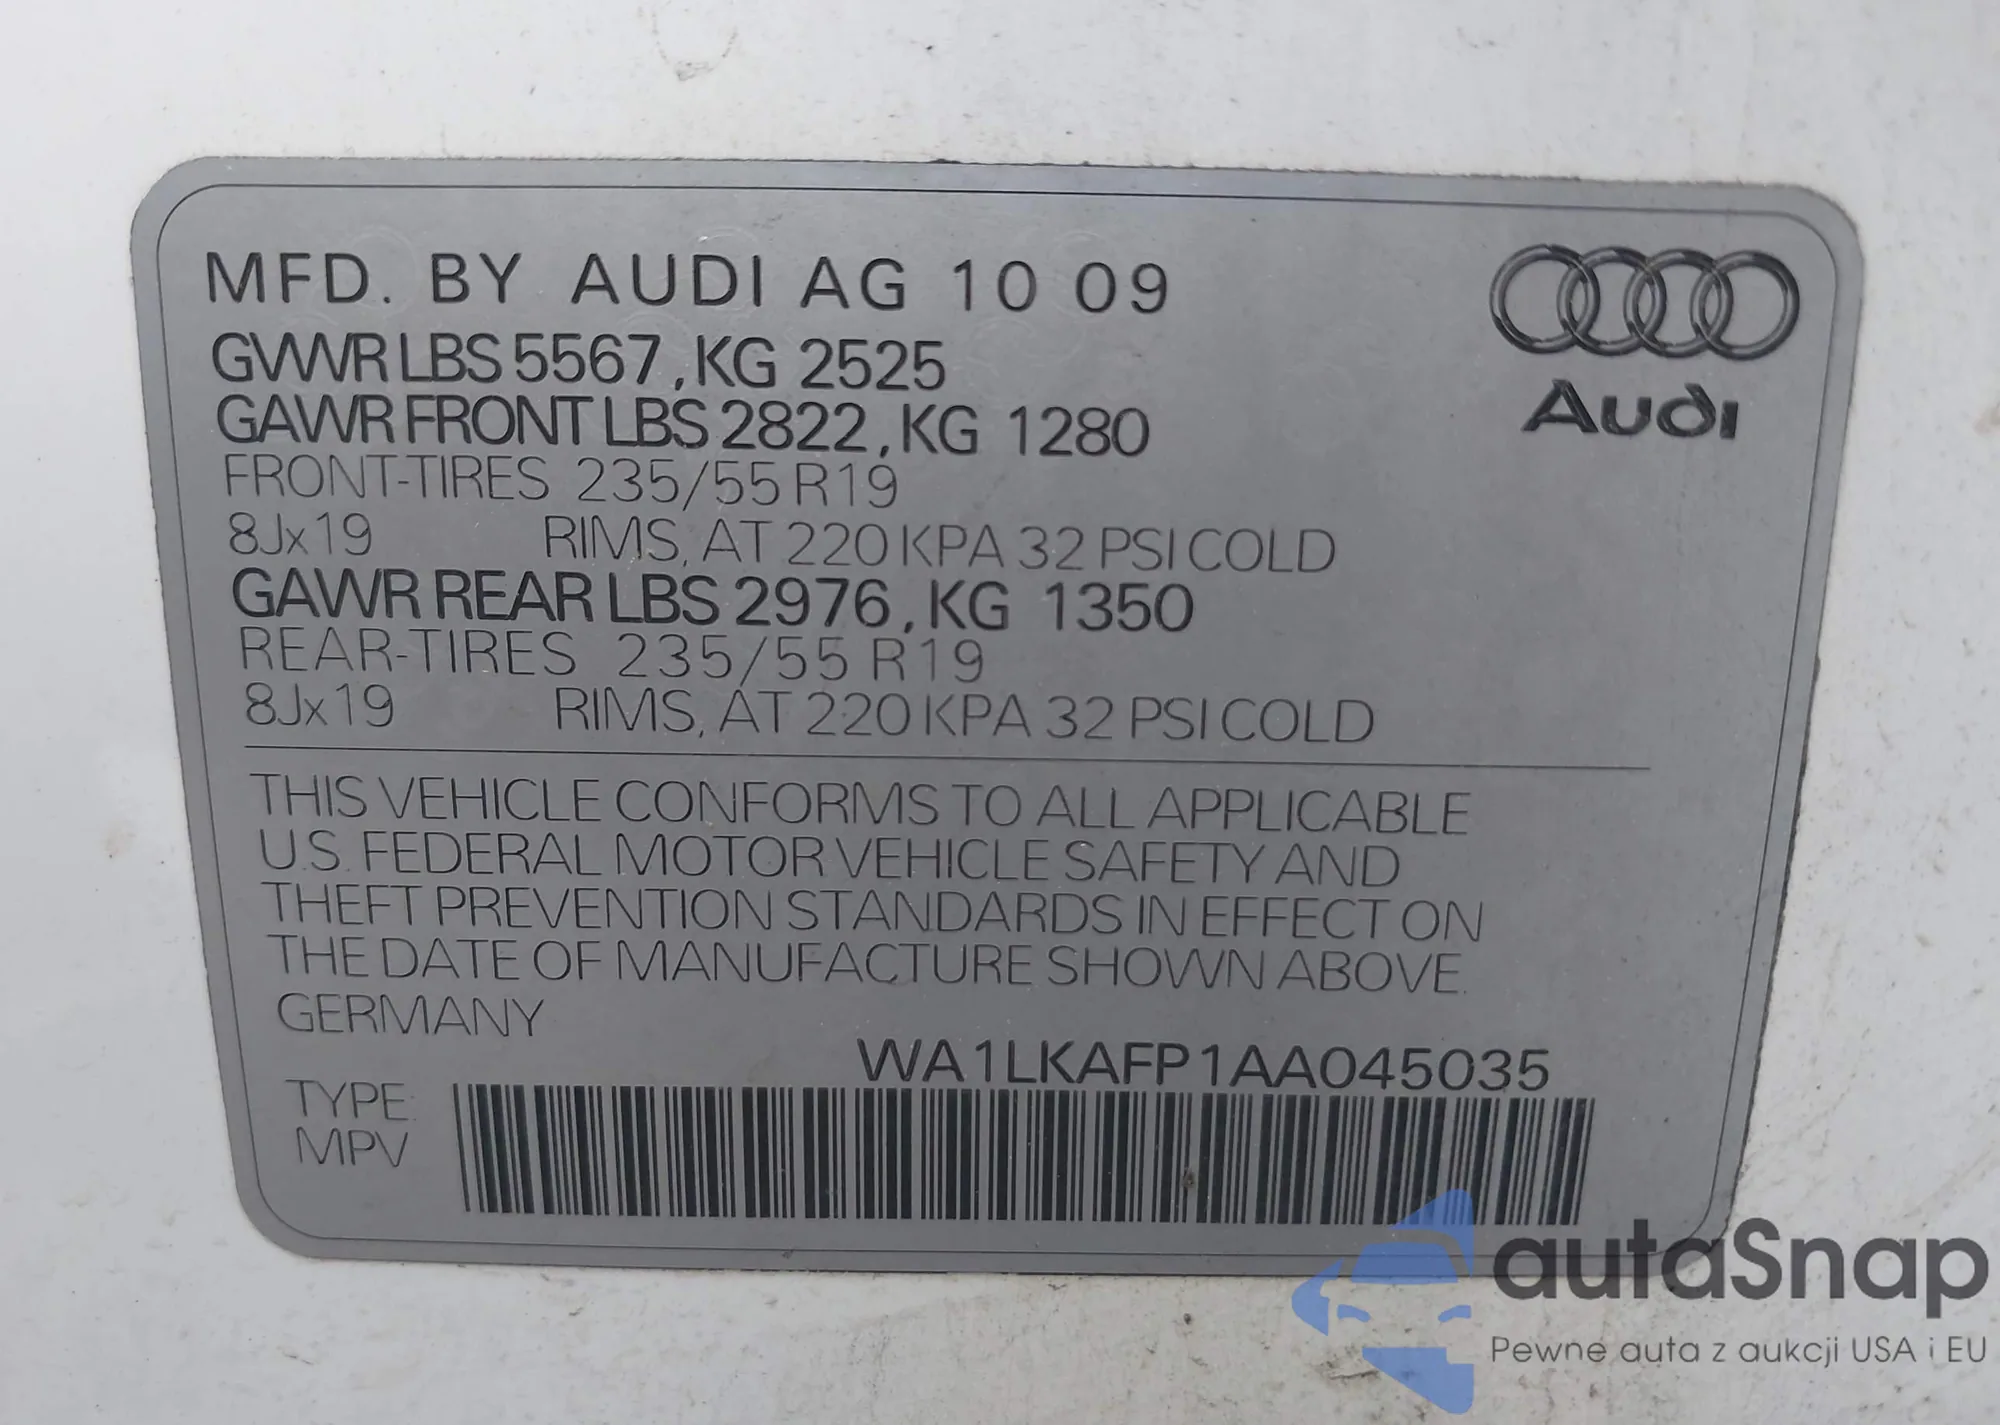 MFD. BY AUDI AG 10 09
GVWR LBS 5567, KG 2525
GAWR FRONT LBS 2822, KG 1280
FRONT-TIRES 235/55 R19
8Jx19 RIMS, AT 220 KPA 32 PSI COLD
GAWR REAR LBS 2976, KG 1350
REAR-TIRES 235/55 R19
8Jx19 RIMS, AT 220 KPA 32 PSI COLD
Audi
THIS VEHICLE CONFORMS TO ALL APPLICABLE
U.S. FEDERAL MOTOR VEHICLE SAFETY AND
THEFT PREVENTION STANDARDS IN EFFECT ON
THE DATE OF MANUFACTURE SHOWN ABOVE.
GERMANY
WA1LKAFP1AA045035
TYPE:
MPV
autaSnap
Pewne auta z aukcji USA i EU